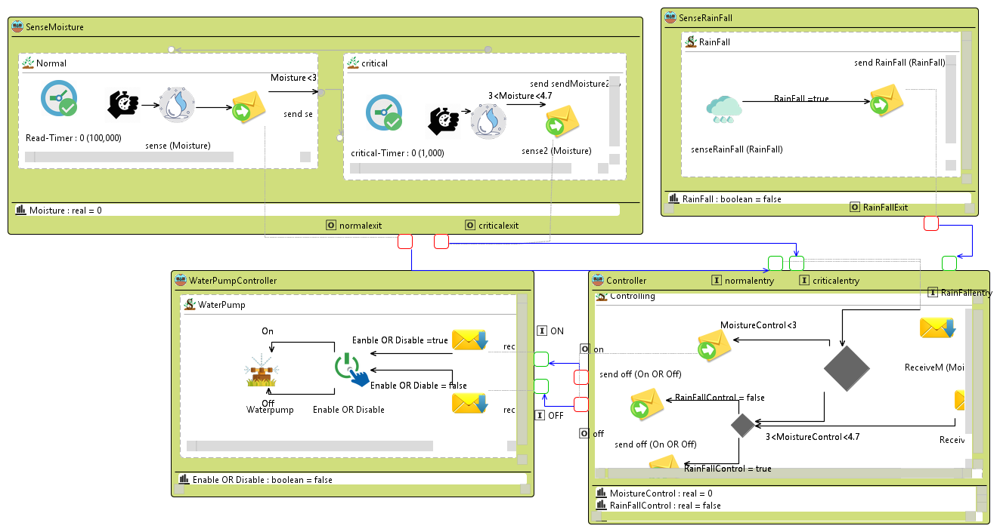 SenseMoisture
Normal
Moisture<3
send se
Read-Timer : 0 (100,000)
sense (Moisture)
critical
send sendMoisture2
3<Moisture<4.7
critical-Timer : 0 (1,000)
sense2 (Moisture)
Moisture : real = 0
O normalexit
O criticalexit
SenseRainFall
RainFall
send RainFall (RainFall)
RainFall =true
senseRainFall (RainFall)
RainFall : boolean = false
O RainFallExit
WaterPumpController
WaterPump
On
Eanble OR Disable =true
rec
Enable OR Diable = false
Off
Waterpump
Enable OR Disable
rec
Enable OR Disable : boolean = false
I ON
I OFF
Controller
I normalentry
I criticalentry
I RainFallentry
Controlling
MoistureControl<3
O on
send off (On OR Off)
ReceiveM (Moi
RainFallControl = false
O off
3<MoistureControl<4.7
send off (On OR Off)
Receiv
RainFallControl = true
MoistureControl : real = 0
RainFallControl : real = false